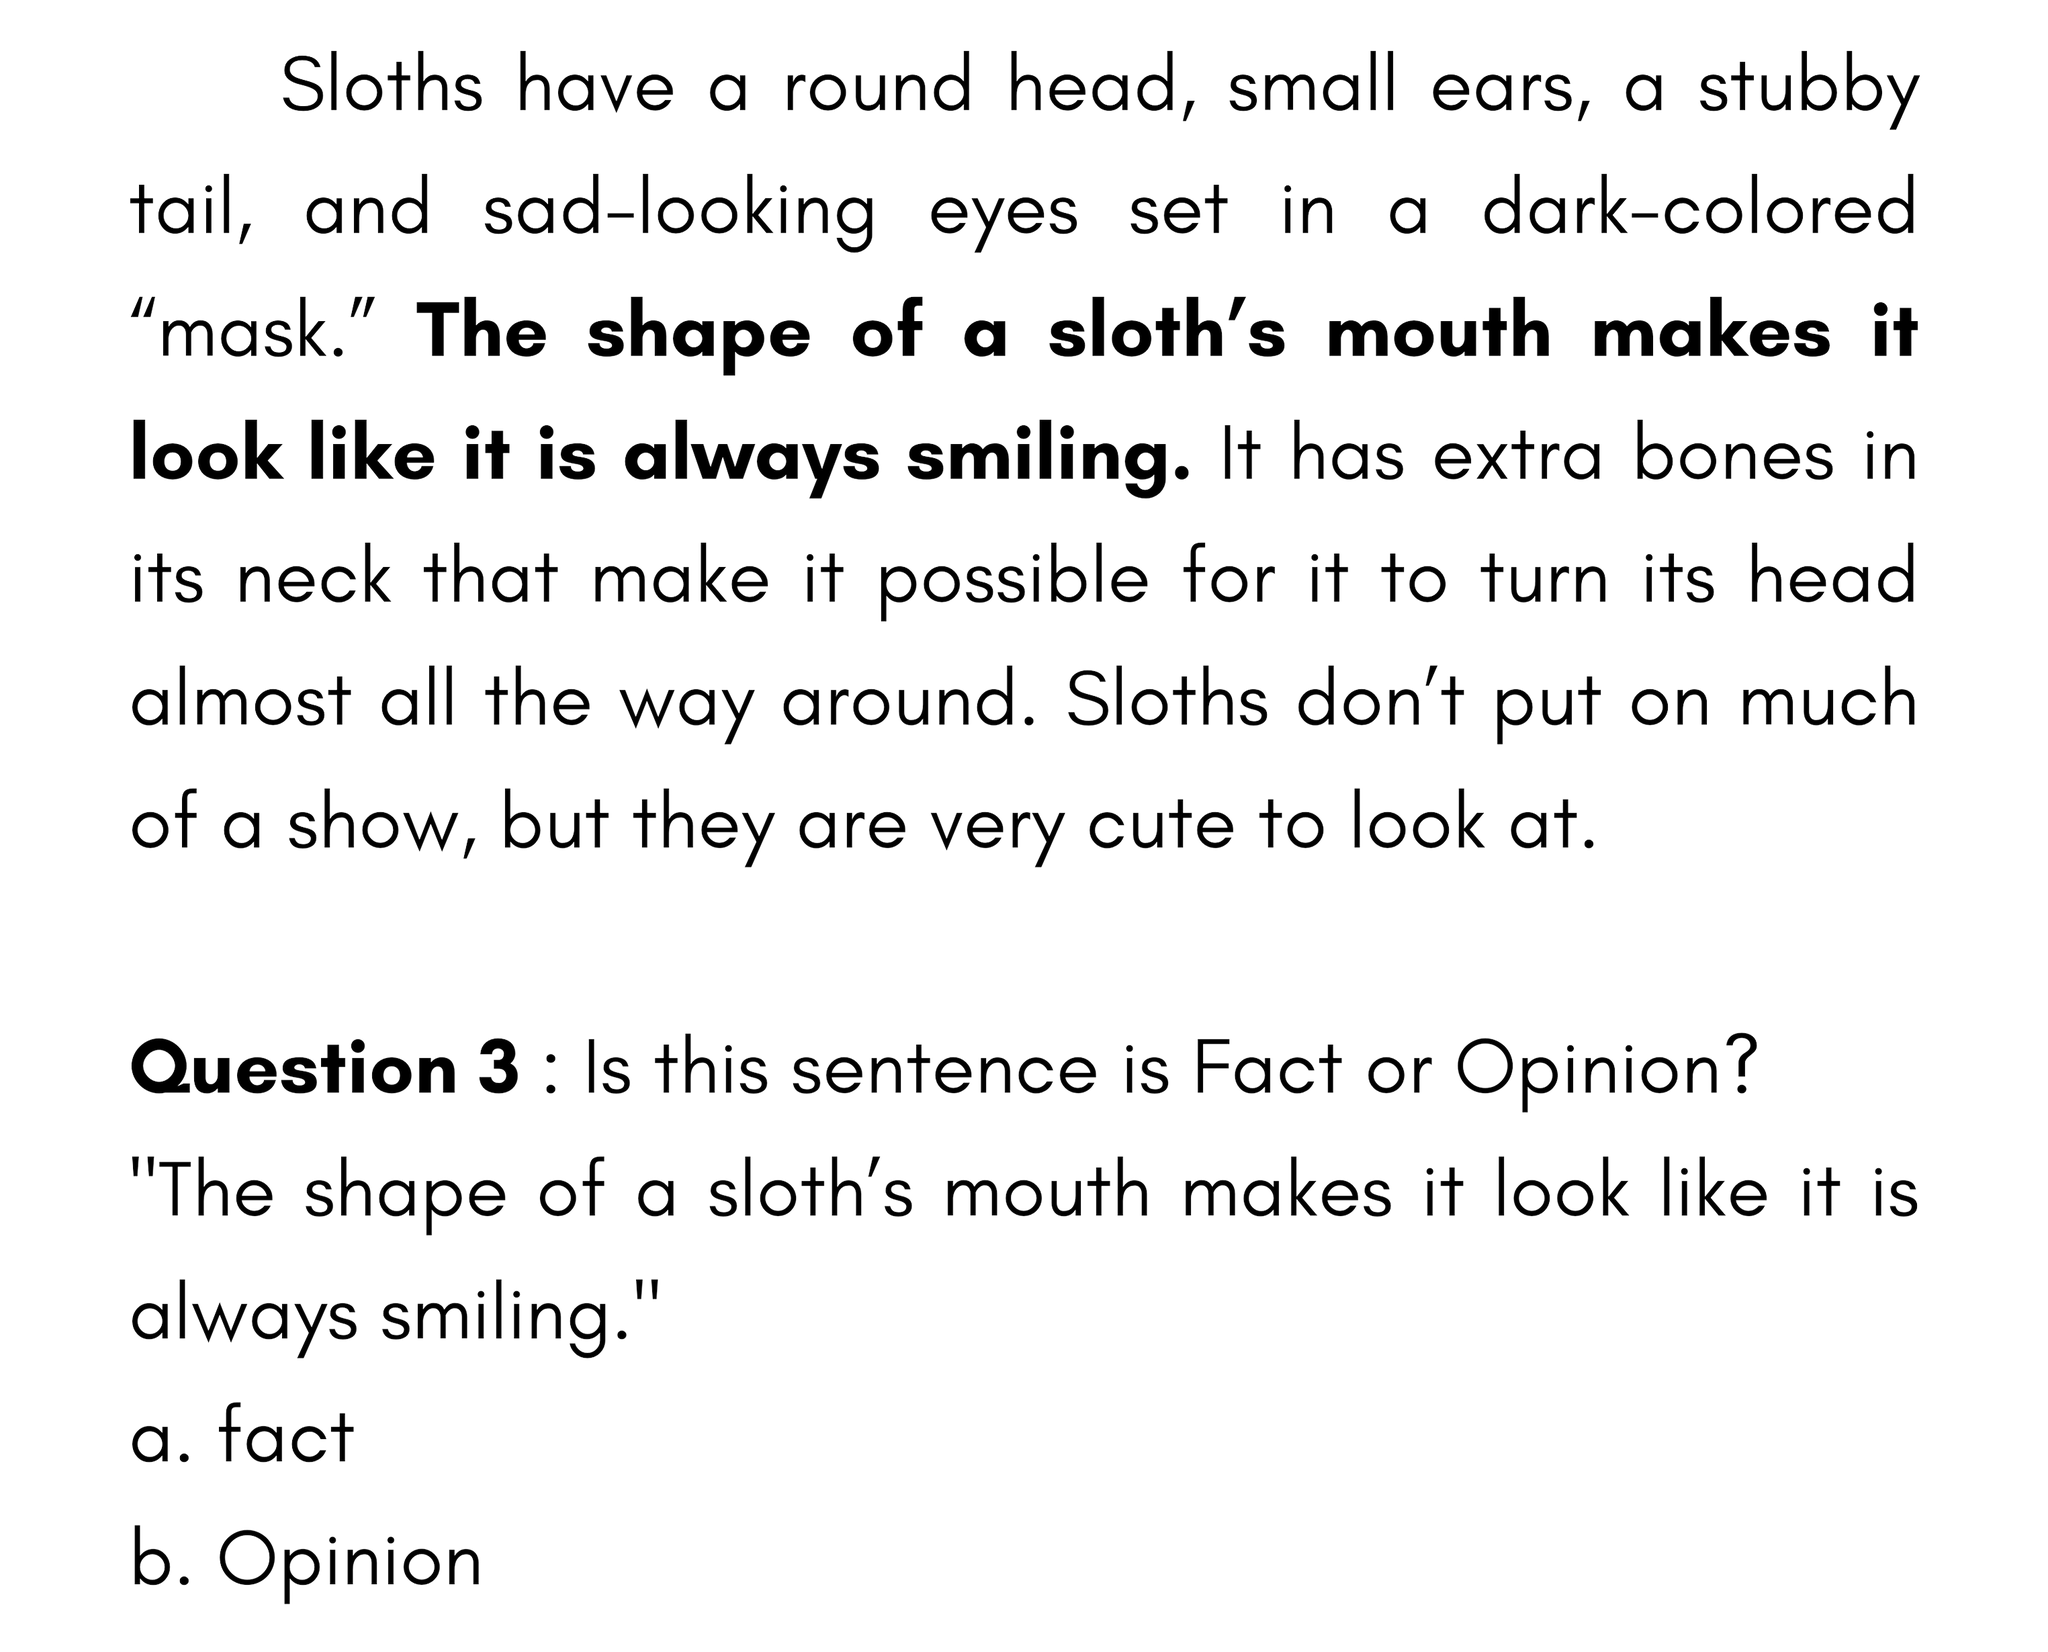 Sloths have a round head, small ears, a stubby
tail, and sad-looking eyes set in a dark-colored
“mask.” The shape of a sloth’s mouth makes it
look like it is always smiling. It has extra bones in
its neck that make it possible for it to turn its head
almost all the way around. Sloths don’t put on much
of a show, but they are very cute to look at.
Question 3 : Is this sentence is Fact or Opinion?
"The shape of a sloth’s mouth makes it look like it is
always smiling."
a. fact
b. Opinion